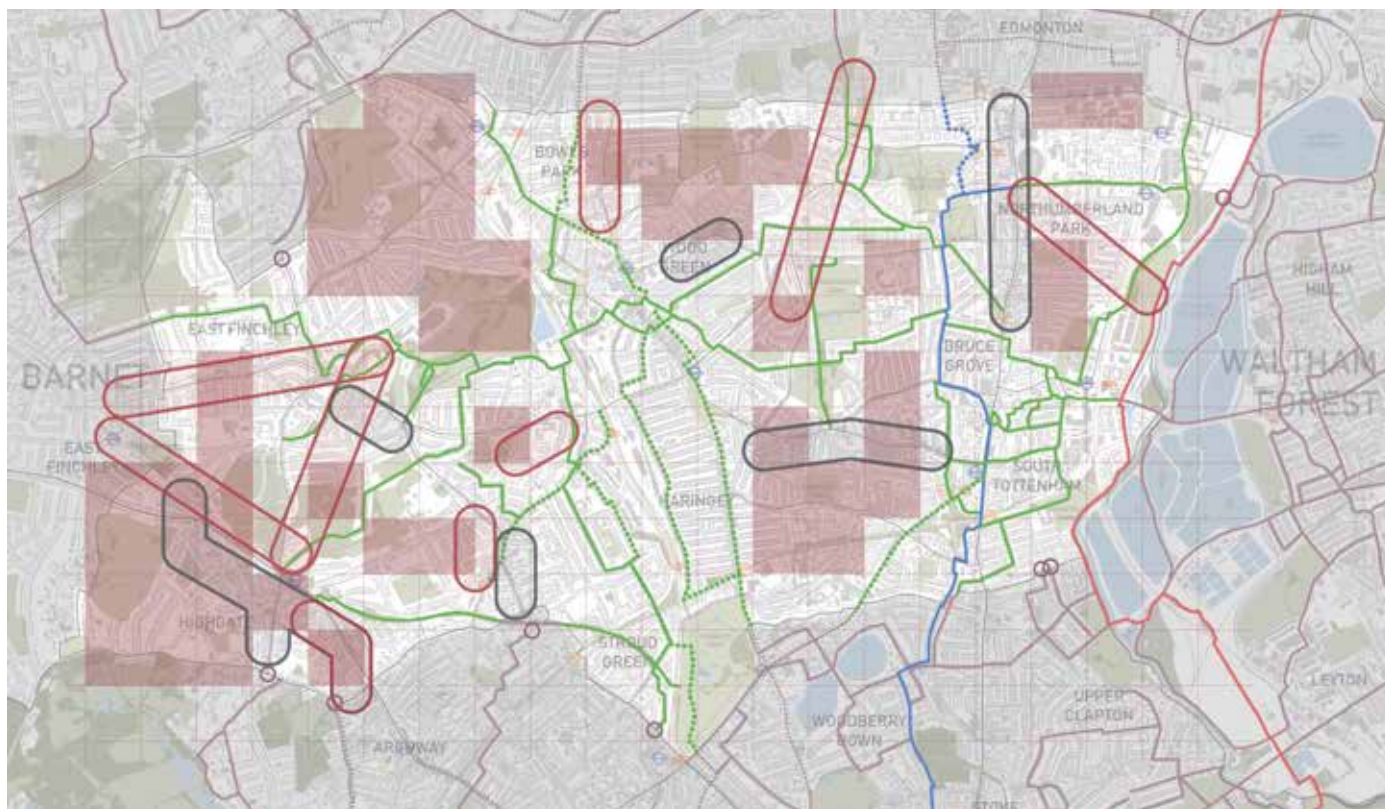 EDMONTON
BOWES
PARK
NORTHUMBERLAND
PARK
WOOD
GREEN
HIGHAM
HILL
EAST FINCHLEY
BARNET
BRUCE
GROVE
WALTHAM
FOREST
EAST
FINCHLEY
HARINGEY
SOUTH
TOTTENHAM
HIGHGATE
STROUD
GREEN
LEYTON
UPPER
CLAPTON
WOODBERRY
DOWN
ARCHWAY
STOKE